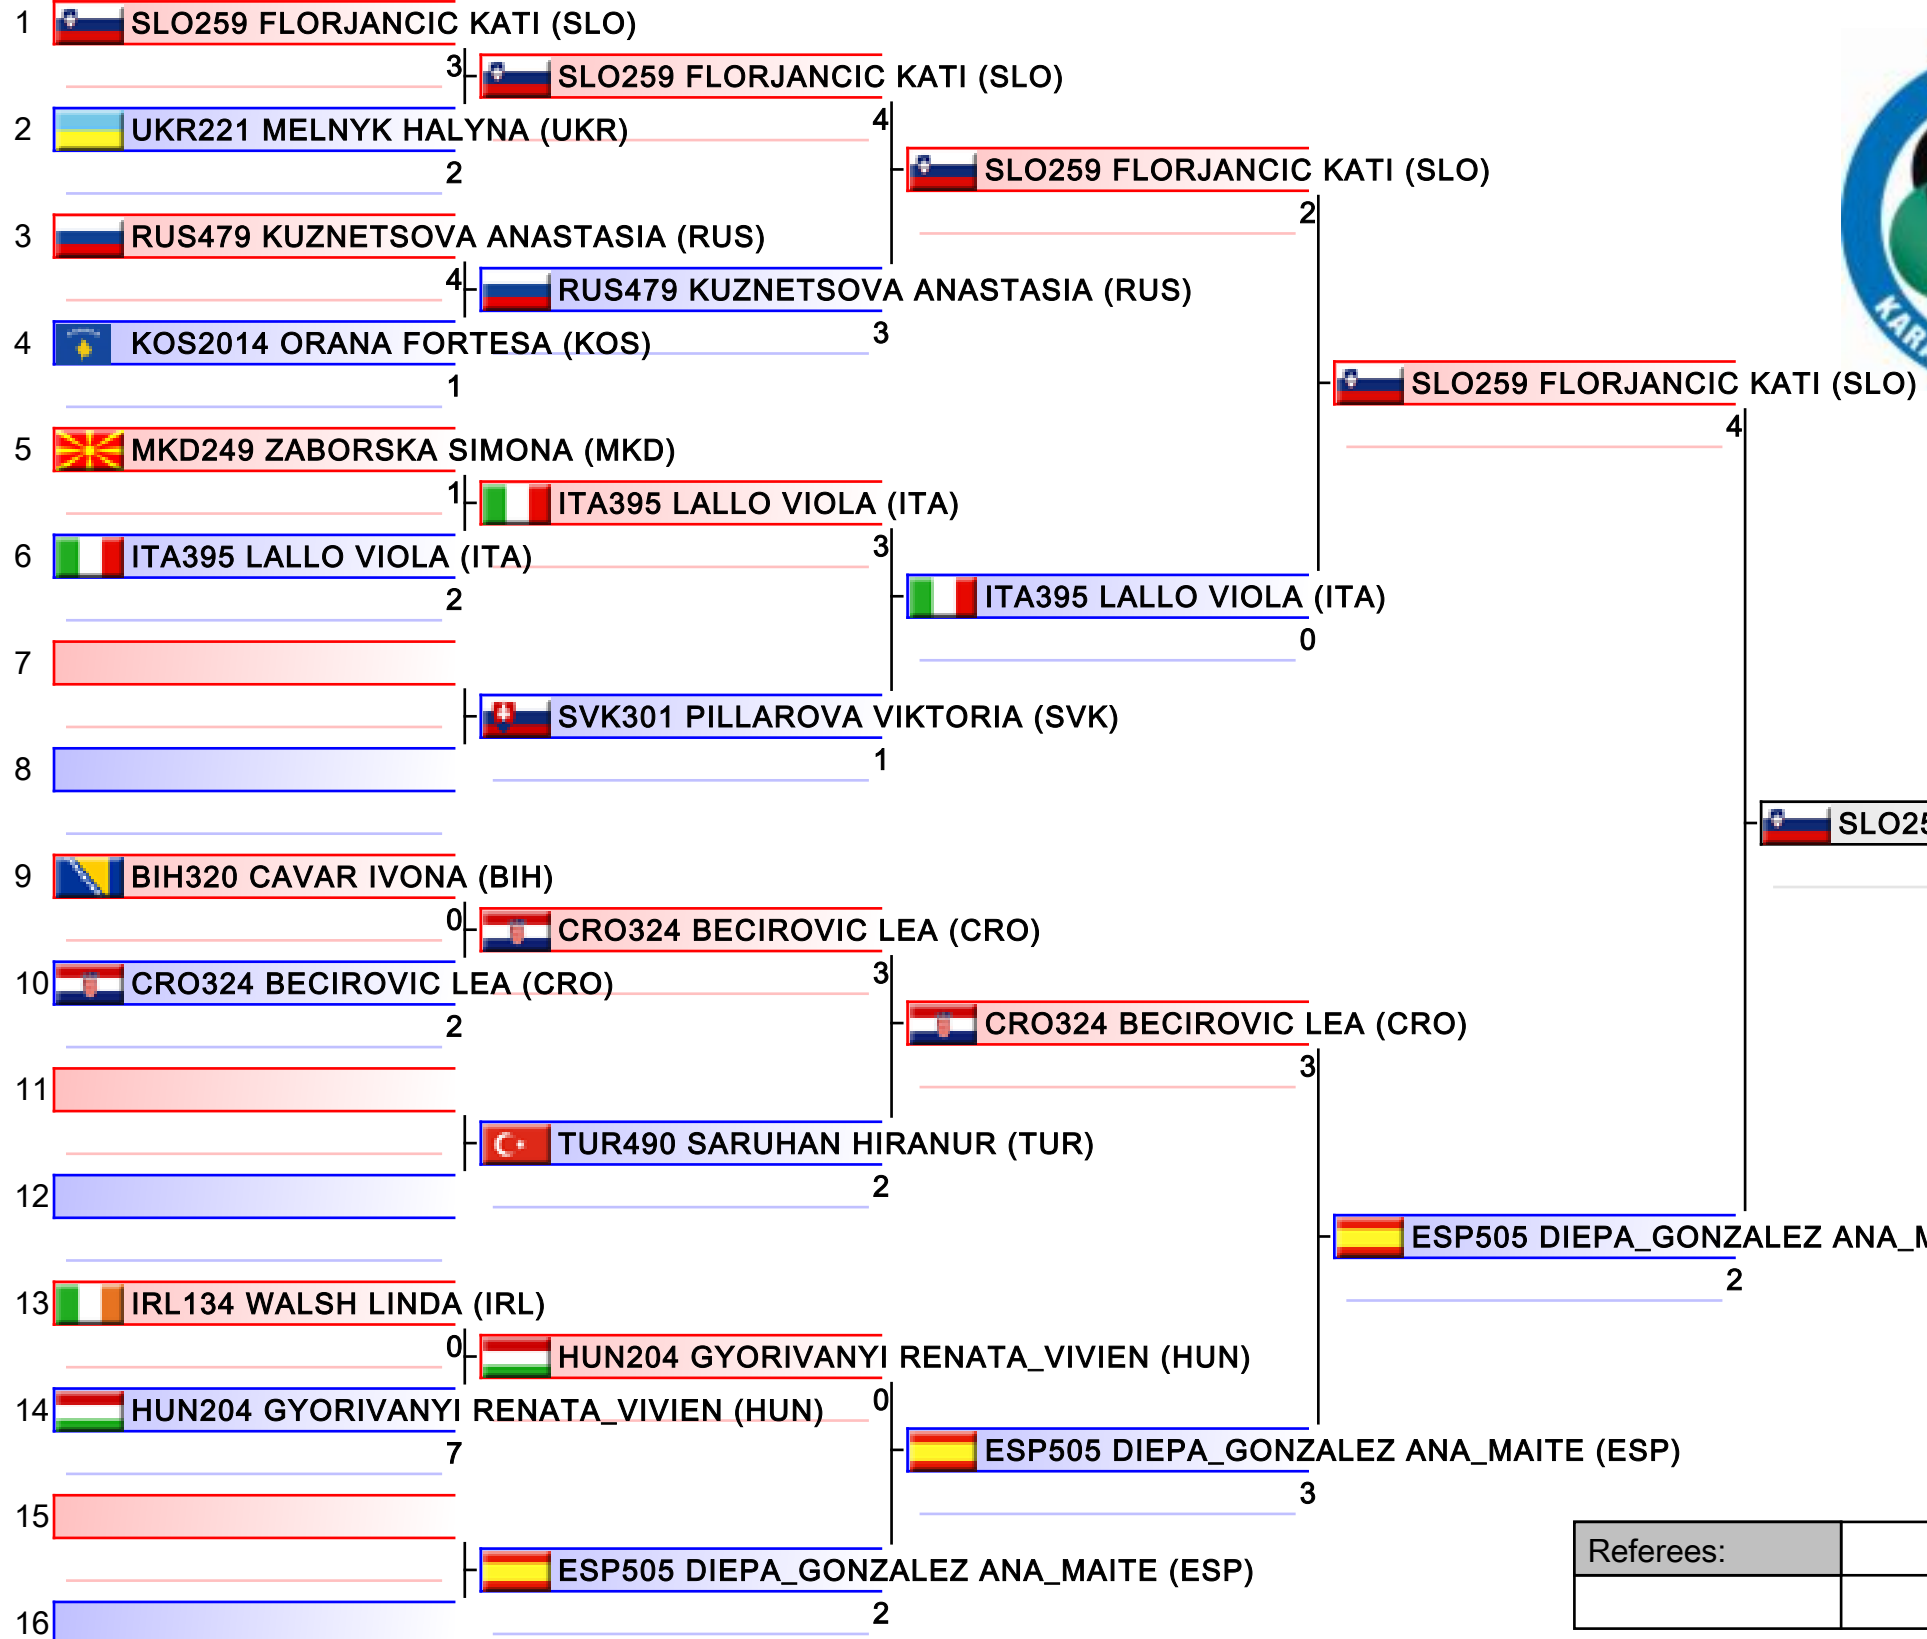 1 SLO259 FLORJANCIC KATI (SLO)
3 SLO259 FLORJANCIC KATI (SLO)
2 UKR221 MELNYK HALYNA (UKR) 4
2 SLO259 FLORJANCIC KATI (SLO)
2
3 RUS479 KUZNETSOVA ANASTASIA (RUS)
4 RUS479 KUZNETSOVA ANASTASIA (RUS)
4 KOS2014 ORANA FORTESA (KOS) 3
1 SLO259 FLORJANCIC KATI (SLO)
4
5 MKD249 ZABORSKA SIMONA (MKD)
1 ITA395 LALLO VIOLA (ITA)
6 ITA395 LALLO VIOLA (ITA) 3
2 ITA395 LALLO VIOLA (ITA)
0
7
SVK301 PILLAROVA VIKTORIA (SVK)
8 1
SLO25
9 BIH320 CAVAR IVONA (BIH)
0 CRO324 BECIROVIC LEA (CRO)
10 CRO324 BECIROVIC LEA (CRO) 3
2 CRO324 BECIROVIC LEA (CRO)
3
11
TUR490 SARUHAN HIRANUR (TUR)
12 2
ESP505 DIEPA_GONZALEZ ANA_M
2
13 IRL134 WALSH LINDA (IRL)
0 HUN204 GYORIVANYI RENATA_VIVIEN (HUN)
14 HUN204 GYORIVANYI RENATA_VIVIEN (HUN) 0
7 ESP505 DIEPA_GONZALEZ ANA_MAITE (ESP)
3
15
Referees:
ESP505 DIEPA_GONZALEZ ANA_MAITE (ESP)
16 2